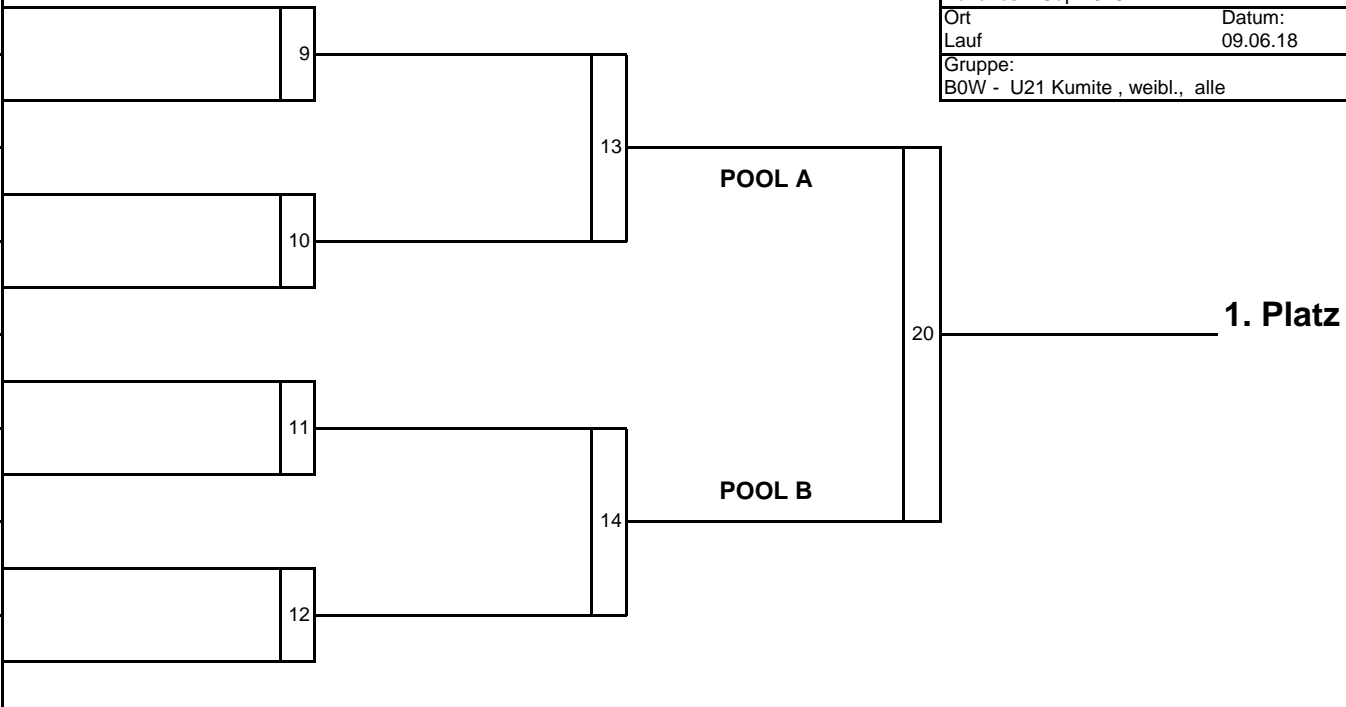 Ort Datum:
Lauf 09.06.18
Gruppe:
B0W - U21 Kumite , weibl., alle
9
13
POOL A
10
1. Platz
20
11
POOL B
14
12